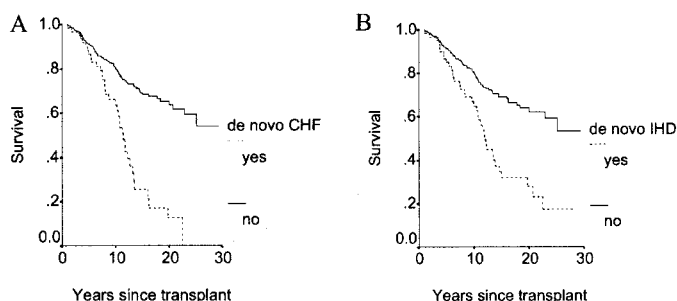 A
1.0
.8
.6
.4
.2
0.0
Survival
0
10
20
30
Years since transplant
de novo CHF
yes
no
B
1.0
.8
.6
.4
.2
0.0
Survival
0
10
20
30
Years since transplant
de novo IHD
yes
no